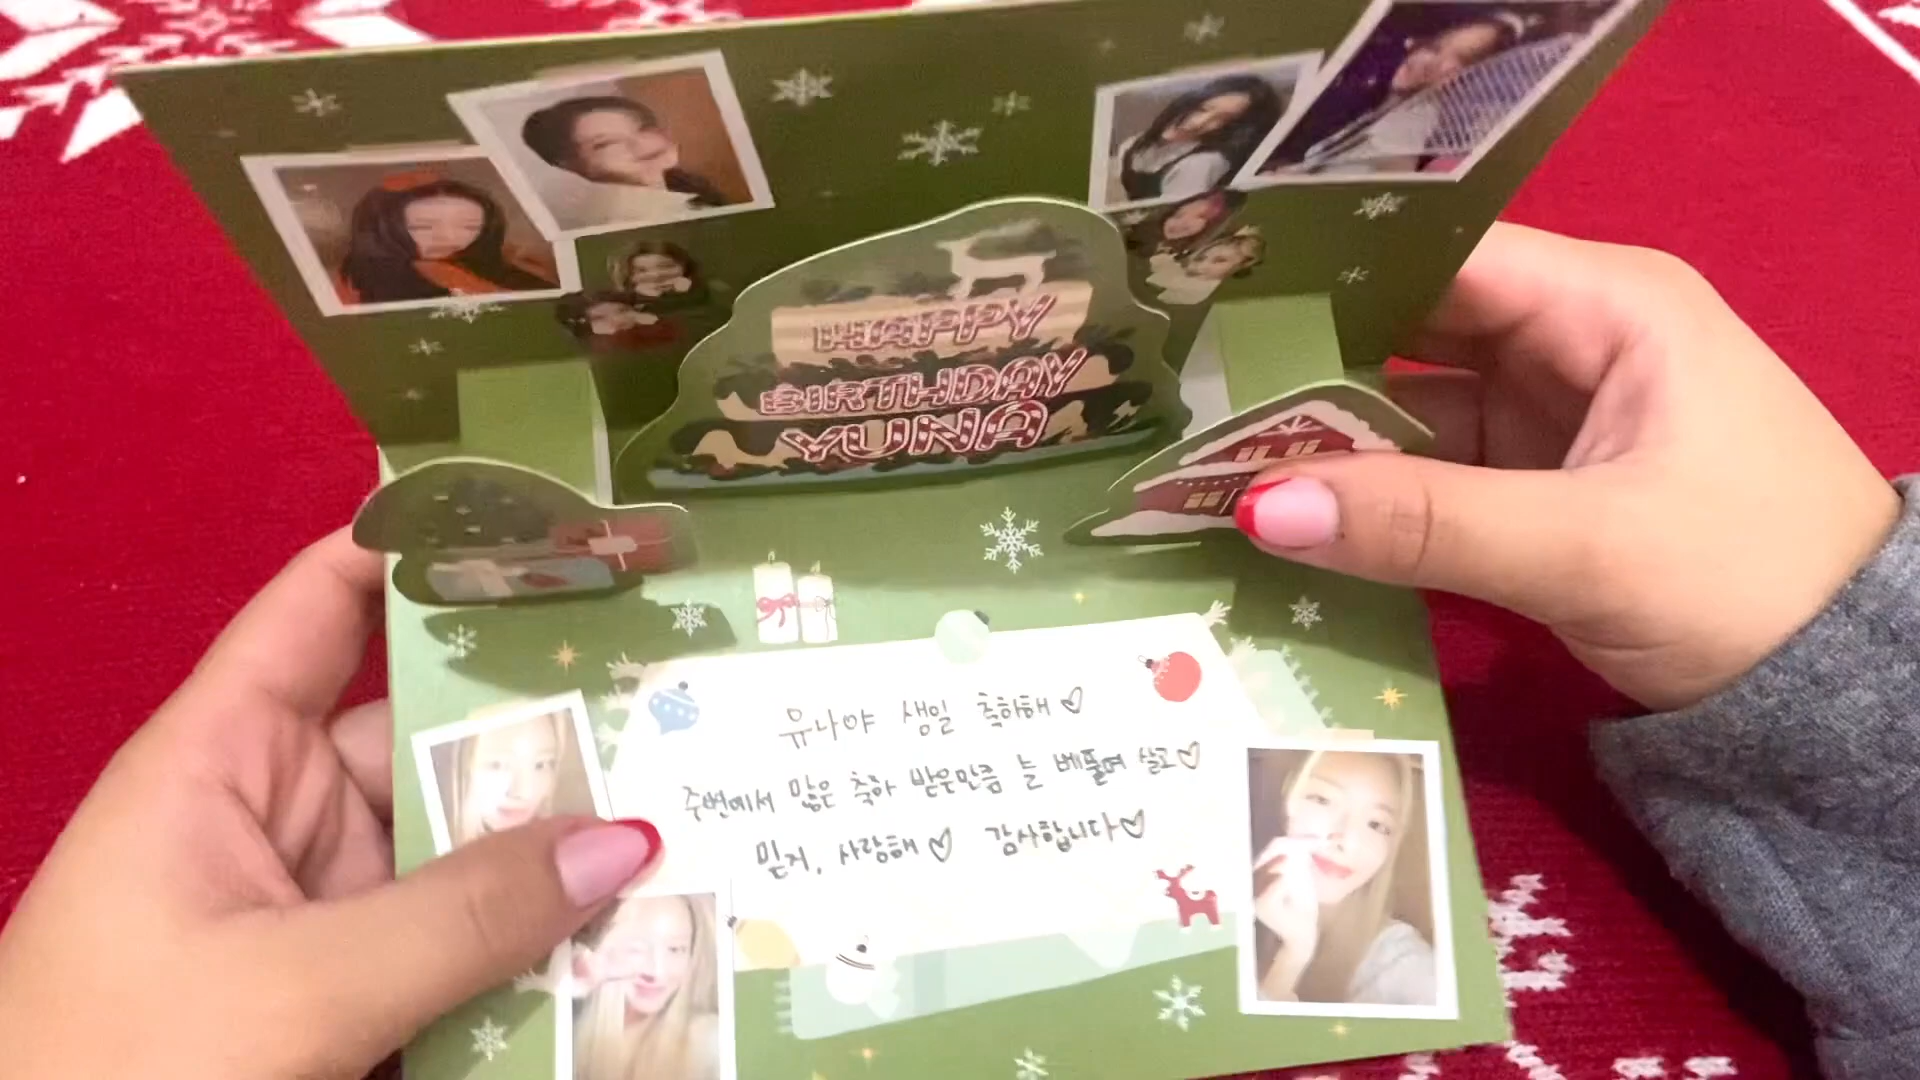 HAPPY
BIRTHDAY
YUNA
유나야 생일 축하해♡
주변에서 많은 축하 받은만큼 늘 베풀며 살고♡
믿지, 사랑해♡ 감사합니다♡